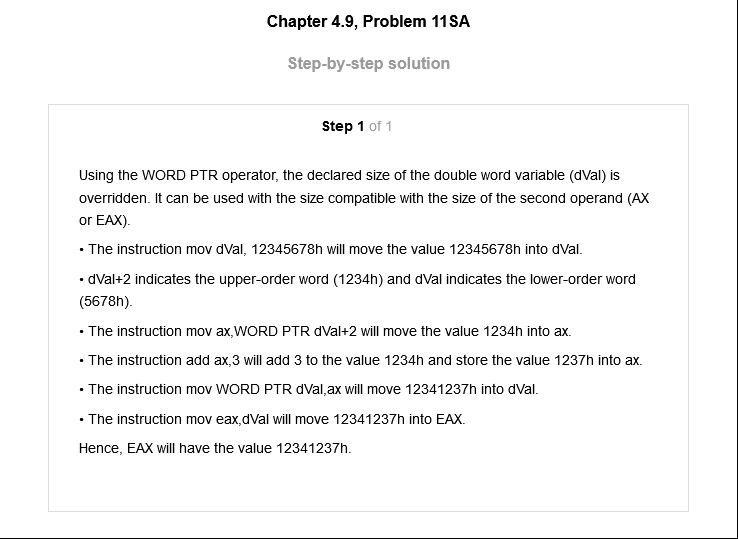 Chapter 4.9, Problem 11SA
Step-by-step solution
Step 1 of 1
Using the WORD PTR operator, the declared size of the double word variable (dVal) is
overridden. It can be used with the size compatible with the size of the second operand (AX
or EAX).
• The instruction mov dVal, 12345678h will move the value 12345678h into dVal.
• dVal+2 indicates the upper-order word (1234h) and dVal indicates the lower-order word
(5678h).
• The instruction mov ax,WORD PTR dVal+2 will move the value 1234h into ax.
• The instruction add ax,3 will add 3 to the value 1234h and store the value 1237h into ax.
• The instruction mov WORD PTR dVal,ax will move 12341237h into dVal.
• The instruction mov eax,dVal will move 12341237h into EAX.
Hence, EAX will have the value 12341237h.